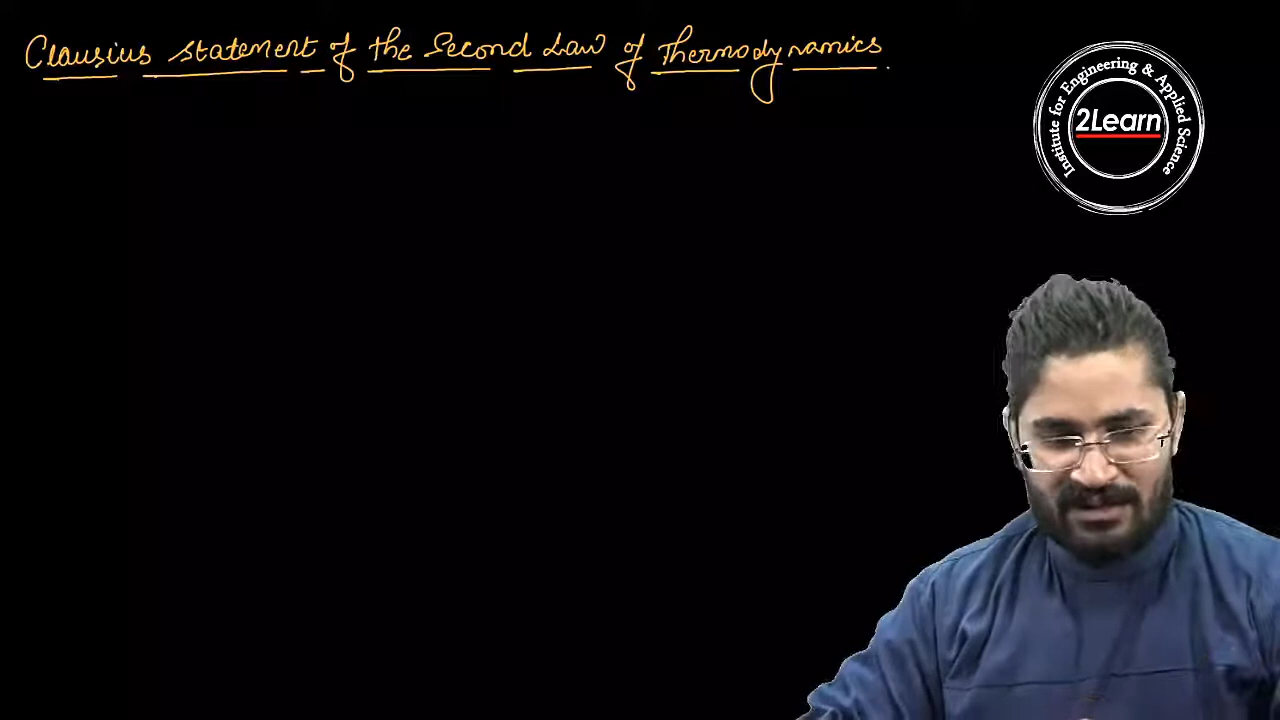 Clausius statement of the Second Law of Thermodynamics.
Institute for Engineering & Applied Science
2Learn